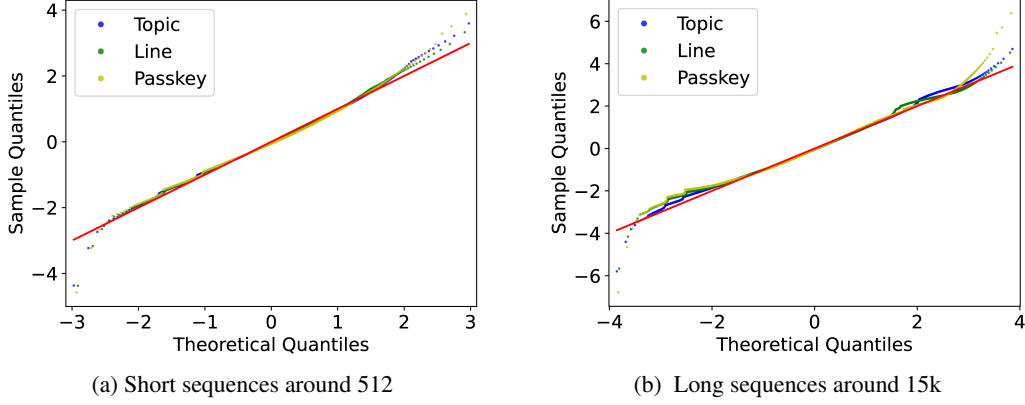 4
2
0
−2
−4
Sample Quantiles
Topic
Line
Passkey
−3 −2 −1 0 1 2 3
Theoretical Quantiles
(a) Short sequences around 512
6
4
2
0
−2
−4
−6
Sample Quantiles
Topic
Line
Passkey
−4 −2 0 2 4
Theoretical Quantiles
(b) Long sequences around 15k